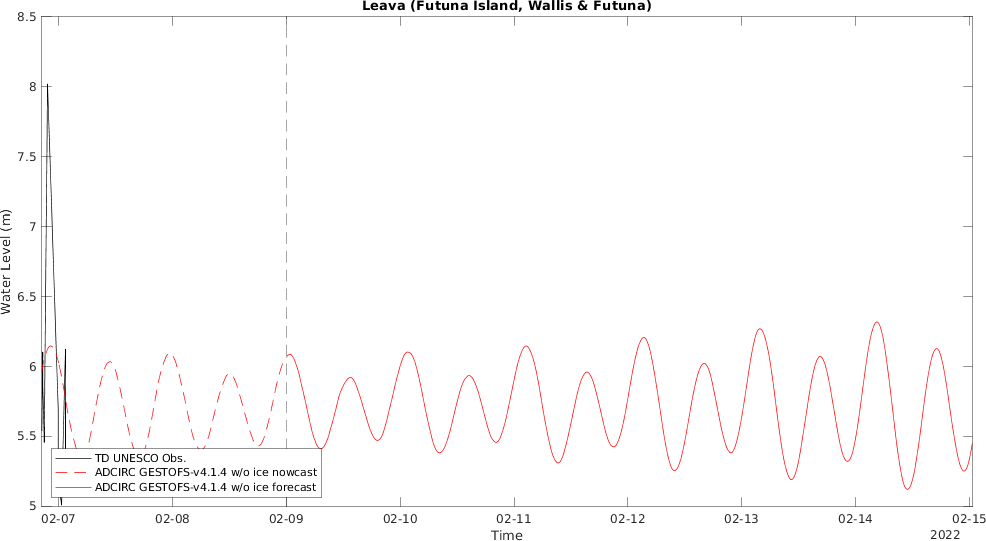 Leava (Futuna Island, Wallis & Futuna)
8.5
8
7.5
7
6.5
6
5.5
5
Water Level (m)
TD UNESCO Obs.
ADCIRC GESTOFS-v4.1.4 w/o ice nowcast
ADCIRC GESTOFS-v4.1.4 w/o ice forecast
02-07 02-08 02-09 02-10 02-11 02-12 02-13 02-14 02-15
Time
2022